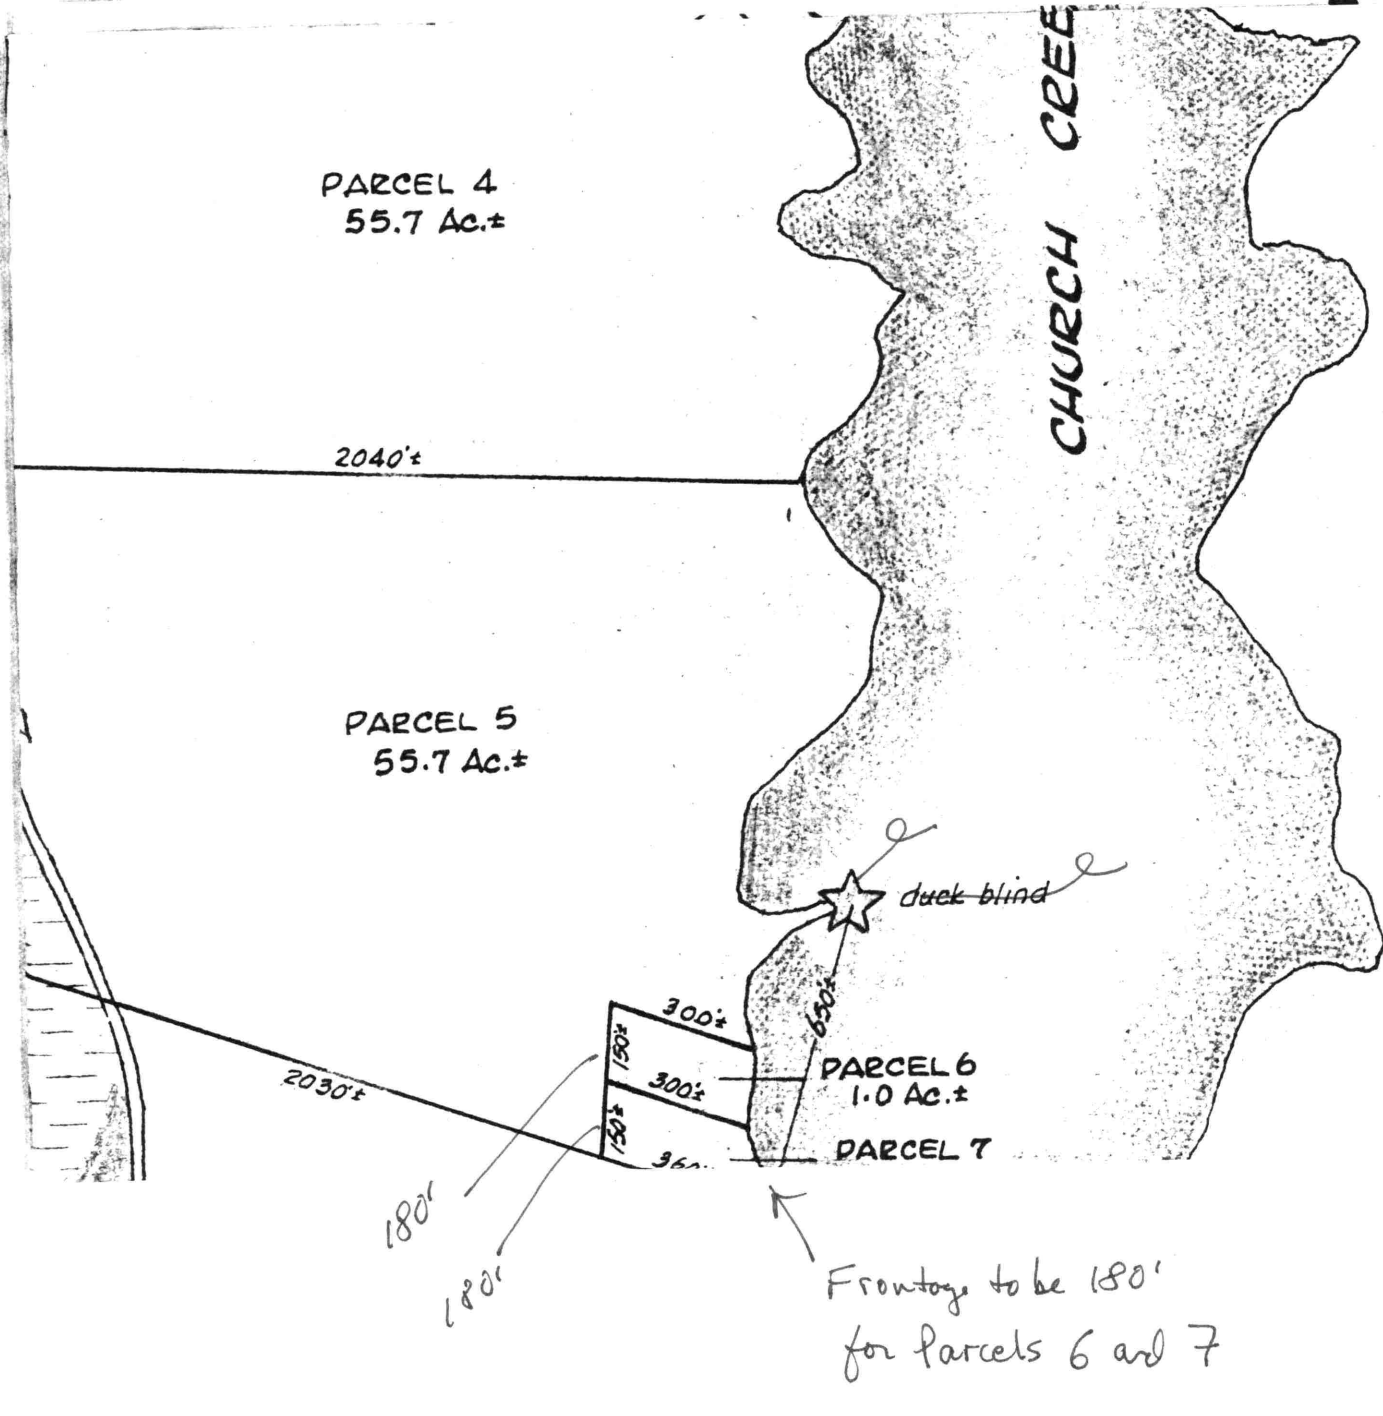 CHURCH CREE
PARCEL 4
55.7 Ac.±
2040'±
PARCEL 5
55.7 Ac.±
duck blind
650'±
300'±
150'±
PARCEL 6
1.0 Ac.±
300'±
2030'±
150'±
PARCEL 7
180'
180'
Frontage to be 180'
for Parcels 6 and 7